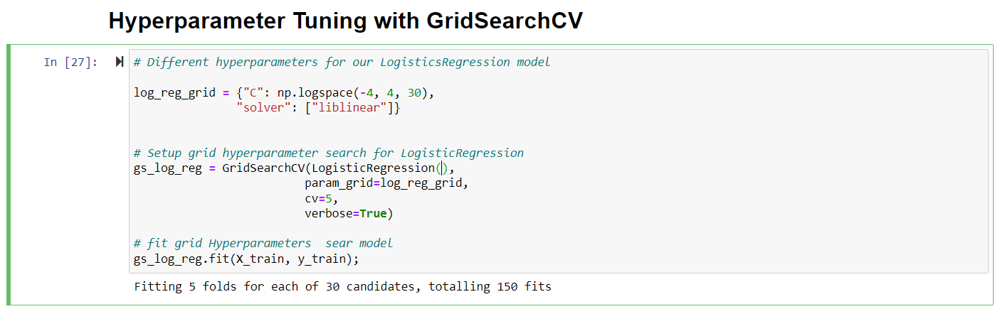 Hyperparameter Tuning with GridSearchCV
In [27]:
# Different hyperparameters for our LogisticsRegression model
log_reg_grid = {"C": np.logspace(-4, 4, 30),
"solver": ["liblinear"]}
# Setup grid hyperparameter search for LogisticRegression
gs_log_reg = GridSearchCV(LogisticRegression(),
param_grid=log_reg_grid,
cv=5,
verbose=True)
# fit grid Hyperparameters  sear model
gs_log_reg.fit(X_train, y_train);
Fitting 5 folds for each of 30 candidates, totalling 150 fits